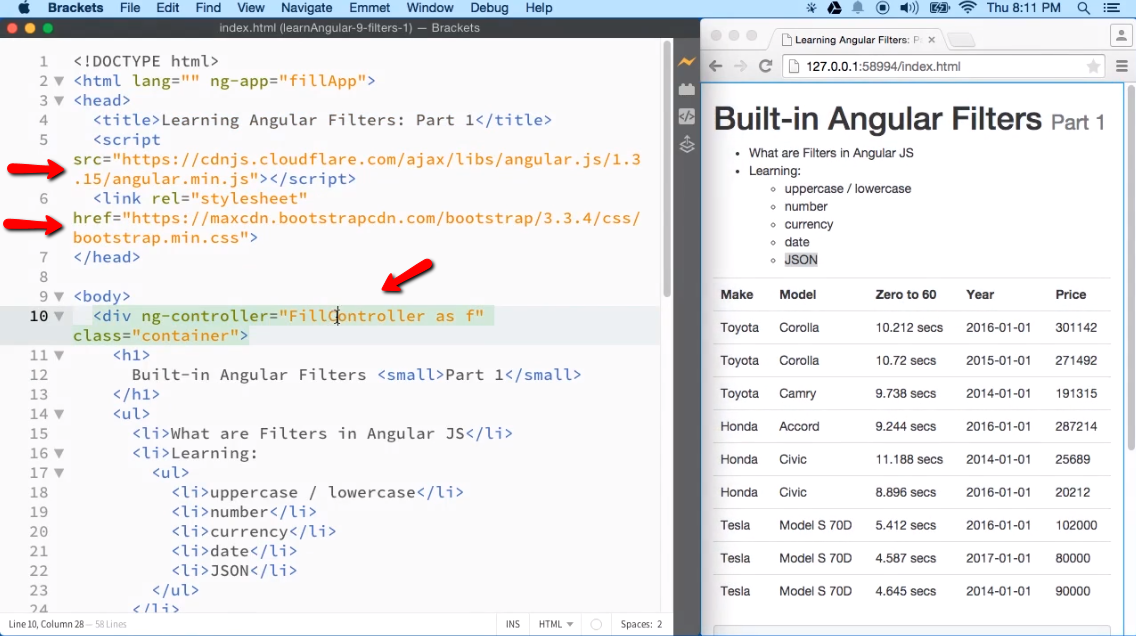 Brackets File Edit Find View Navigate Emmet Window Debug Help Thu 8:11 PM
index.html (learnAngular-9-filters-1) — Brackets
1 <!DOCTYPE html>
2 <html lang="" ng-app="fillApp">
3 <head>
4 <title>Learning Angular Filters: Part 1</title>
5 <script
src="https://cdnjs.cloudflare.com/ajax/libs/angular.js/1.3
.15/angular.min.js"></script>
6 <link rel="stylesheet"
href="https://maxcdn.bootstrapcdn.com/bootstrap/3.3.4/css/
bootstrap.min.css">
7 </head>
8
9 <body>
10 <div ng-controller="FillController as f"
class="container">
11 <h1>
12 Built-in Angular Filters <small>Part 1</small>
13 </h1>
14 <ul>
15 <li>What are Filters in Angular JS</li>
16 <li>Learning:
17 <ul>
18 <li>uppercase / lowercase</li>
19 <li>number</li>
20 <li>currency</li>
21 <li>date</li>
22 <li>JSON</li>
23 </ul>
24 </li>
Line 10, Column 28 — 58 Lines
INS HTML Spaces: 2
Learning Angular Filters: P
127.0.0.1:58994/index.html
Built-in Angular Filters Part 1
What are Filters in Angular JS
Learning:
uppercase / lowercase
number
currency
date
JSON
Make Model Zero to 60 Year Price
Toyota Corolla 10.212 secs 2016-01-01 301142
Toyota Corolla 10.72 secs 2015-01-01 271492
Toyota Camry 9.738 secs 2014-01-01 191315
Honda Accord 9.244 secs 2016-01-01 287214
Honda Civic 11.188 secs 2014-01-01 25689
Honda Civic 8.896 secs 2016-01-01 20212
Tesla Model S 70D 5.412 secs 2016-01-01 102000
Tesla Model S 70D 4.587 secs 2017-01-01 80000
Tesla Model S 70D 4.645 secs 2014-01-01 90000